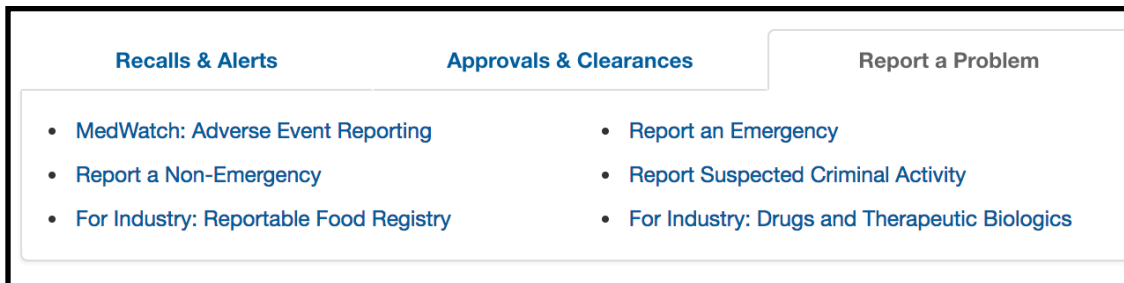 Recalls & Alerts
Approvals & Clearances
Report a Problem
• MedWatch: Adverse Event Reporting
• Report a Non-Emergency
• For Industry: Reportable Food Registry
• Report an Emergency
• Report Suspected Criminal Activity
• For Industry: Drugs and Therapeutic Biologics